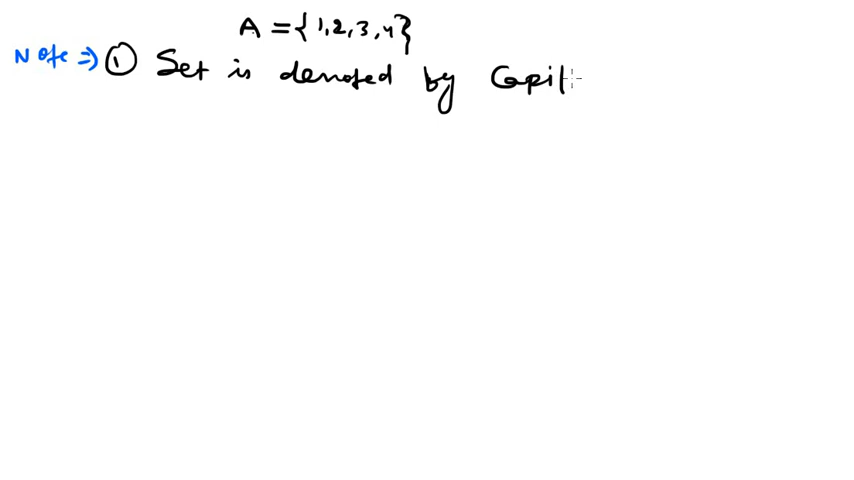 A = {1, 2, 3, 4}
Note ⇒ ① Set is denoted by Capit